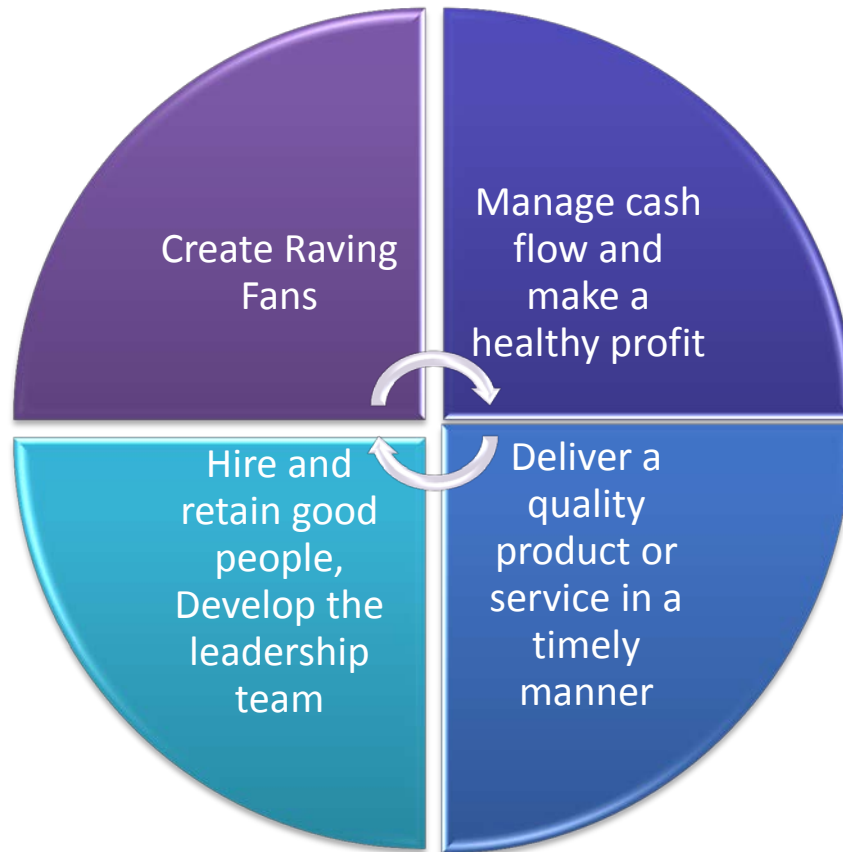 Create Raving
Fans
Manage cash
flow and
make a
healthy profit
Hire and
retain good
people,
Develop the
leadership
team
Deliver a
quality
product or
service in a
timely
manner